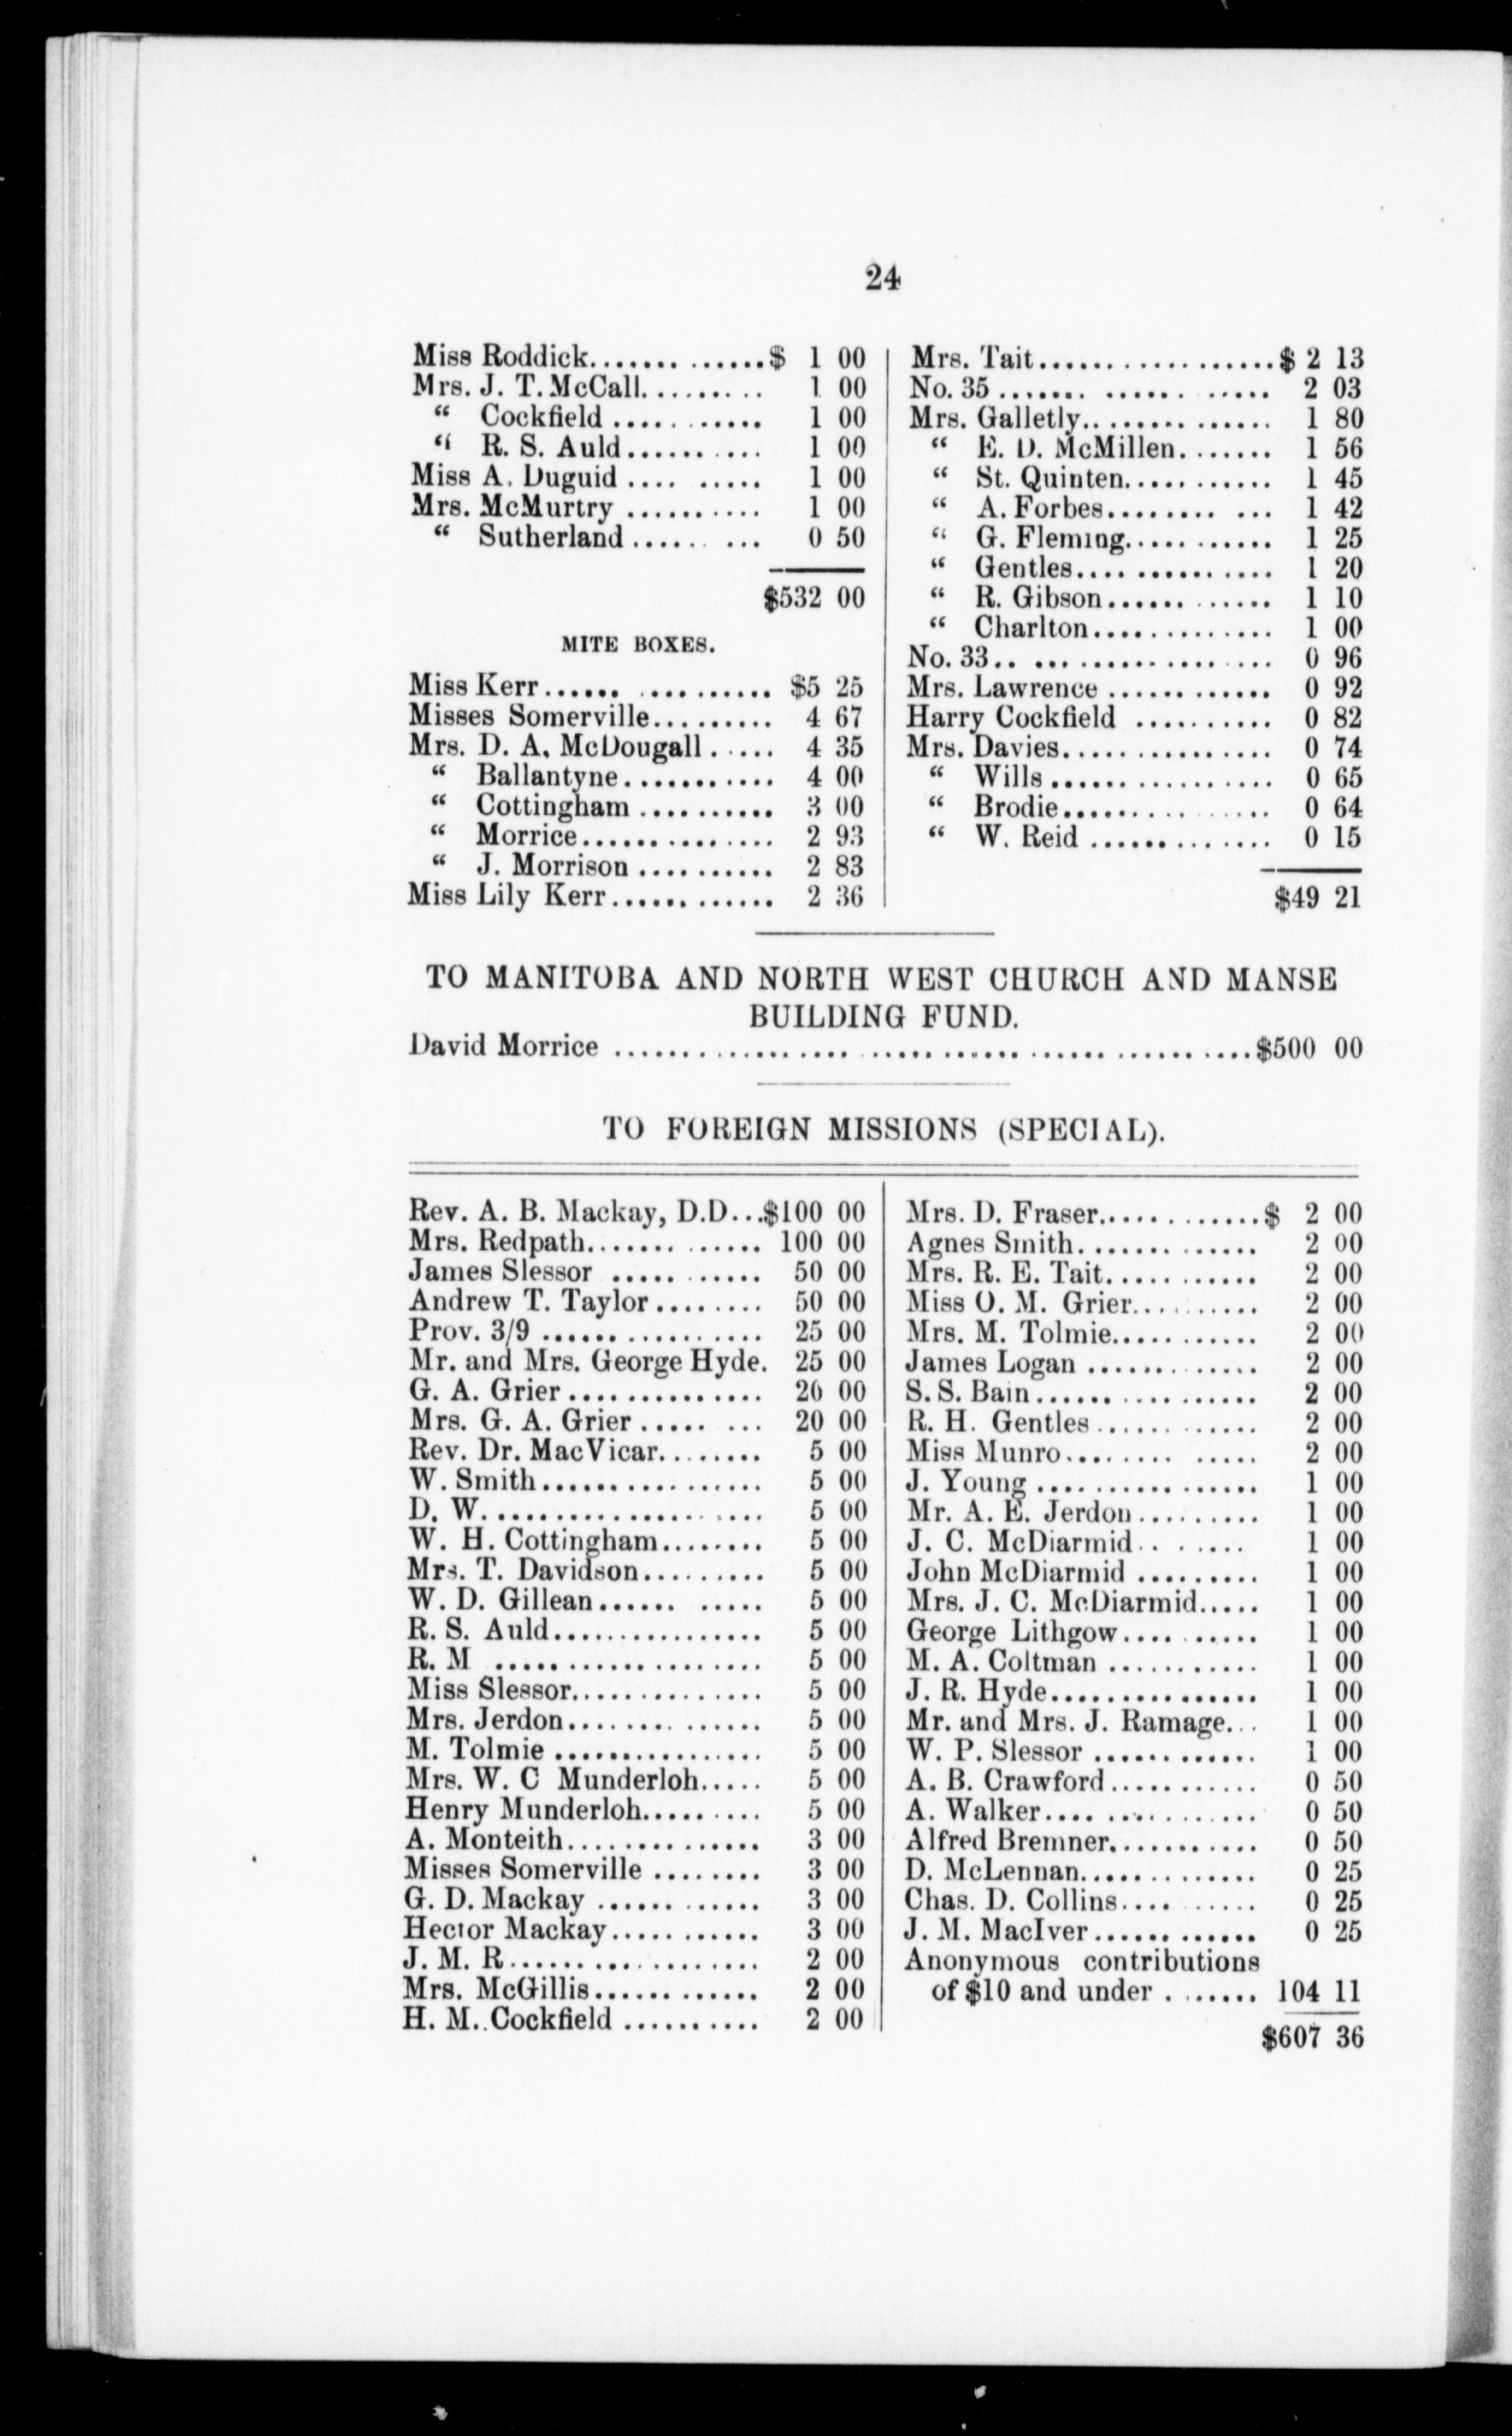 24
Miss Roddick..............$ 1 00
Mrs. J. T. McCall......... 1 00
“ Cockfield ........... 1 00
“ R. S. Auld.......... 1 00
Miss A. Duguid ......... 1 00
Mrs. McMurtry .......... 1 00
“ Sutherland ......... 0 50
$532 00
MITE BOXES.
Miss Kerr................ $5 25
Misses Somerville......... 4 67
Mrs. D. A. McDougall ..... 4 35
“ Ballantyne........... 4 00
“ Cottingham .......... 3 00
“ Morrice.............. 2 93
“ J. Morrison .......... 2 83
Miss Lily Kerr............ 2 36
Mrs. Tait..................$ 2 13
No. 35 .................. 2 03
Mrs. Galletly.............. 1 80
“ E. D. McMillen....... 1 56
“ St. Quinten........... 1 45
“ A. Forbes........... 1 42
“ G. Fleming........... 1 25
“ Gentles.............. 1 20
“ R. Gibson............ 1 10
“ Charlton............. 1 00
No. 33................... 0 96
Mrs. Lawrence ............ 0 92
Harry Cockfield .......... 0 82
Mrs. Davies............... 0 74
“ Wills ................ 0 65
“ Brodie............... 0 64
“ W. Reid ............. 0 15
$49 21
TO MANITOBA AND NORTH WEST CHURCH AND MANSE
BUILDING FUND.
David Morrice .............................................$500 00
TO FOREIGN MISSIONS (SPECIAL).
Rev. A. B. Mackay, D.D...$100 00
Mrs. Redpath............. 100 00
James Slessor ........... 50 00
Andrew T. Taylor ........ 50 00
Prov. 3/9 ................ 25 00
Mr. and Mrs. George Hyde. 25 00
G. A. Grier .............. 20 00
Mrs. G. A. Grier ........ 20 00
Rev. Dr. MacVicar........ 5 00
W. Smith................ 5 00
D. W.................... 5 00
W. H. Cottingham........ 5 00
Mrs. T. Davidson......... 5 00
W. D. Gillean........... 5 00
R. S. Auld............... 5 00
R. M ................... 5 00
Miss Slessor.............. 5 00
Mrs. Jerdon.............. 5 00
M. Tolmie ............... 5 00
Mrs. W. C Munderloh..... 5 00
Henry Munderloh......... 5 00
A. Monteith.............. 3 00
Misses Somerville ........ 3 00
G. D. Mackay ............ 3 00
Hector Mackay........... 3 00
J. M. R.................. 2 00
Mrs. McGillis............ 2 00
H. M. Cockfield .......... 2 00
Mrs. D. Fraser............$ 2 00
Agnes Smith............. 2 00
Mrs. R. E. Tait........... 2 00
Miss O. M. Grier.......... 2 00
Mrs. M. Tolmie........... 2 00
James Logan ............ 2 00
S. S. Bain................ 2 00
R. H. Gentles............ 2 00
Miss Munro............. 2 00
J. Young ................ 1 00
Mr. A. E. Jerdon ......... 1 00
J. C. McDiarmid........ 1 00
John McDiarmid ......... 1 00
Mrs. J. C. McDiarmid..... 1 00
George Lithgow.......... 1 00
M. A. Coltman ........... 1 00
J. R. Hyde............... 1 00
Mr. and Mrs. J. Ramage... 1 00
W. P. Slessor ............ 1 00
A. B. Crawford ........... 0 50
A. Walker............... 0 50
Alfred Bremner........... 0 50
D. McLennan............. 0 25
Chas. D. Collins.......... 0 25
J. M. MacIver............ 0 25
Anonymous contributions
of $10 and under ....... 104 11
$607 36